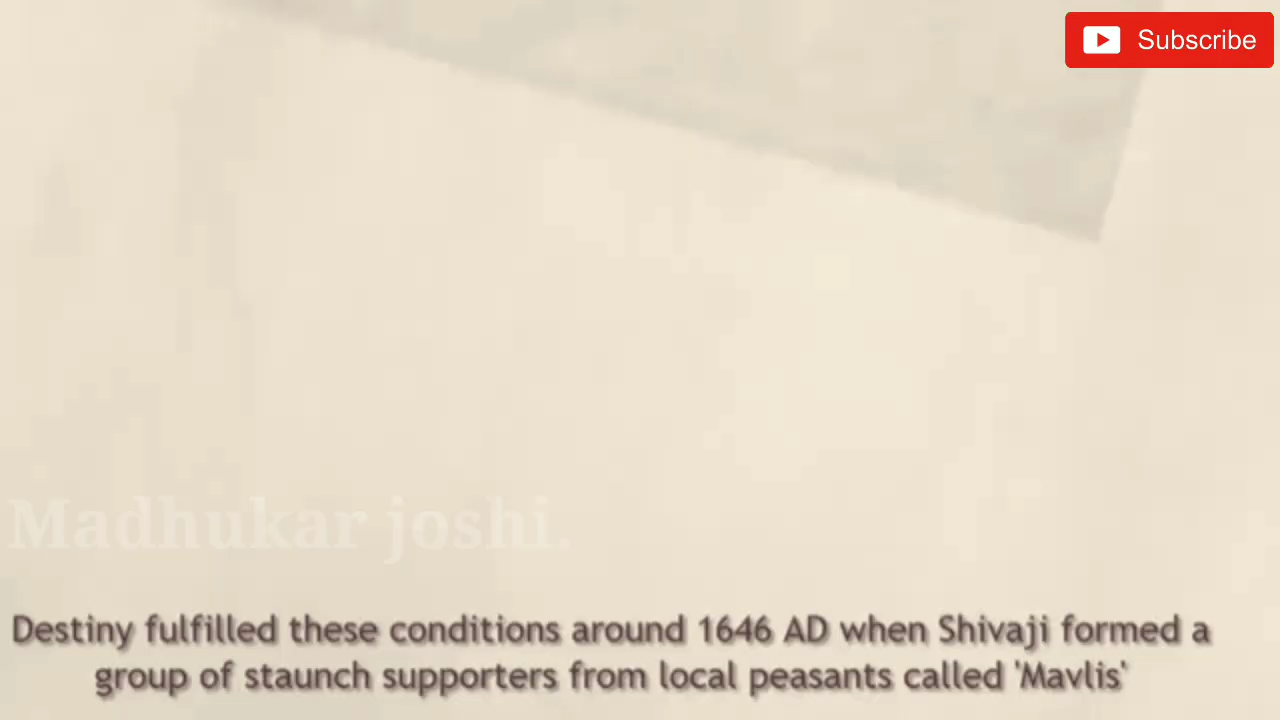 Subscribe
Madhukar joshi.
Destiny fulfilled these conditions around 1646 AD when Shivaji formed a
group of staunch supporters from local peasants called 'Mavlis'